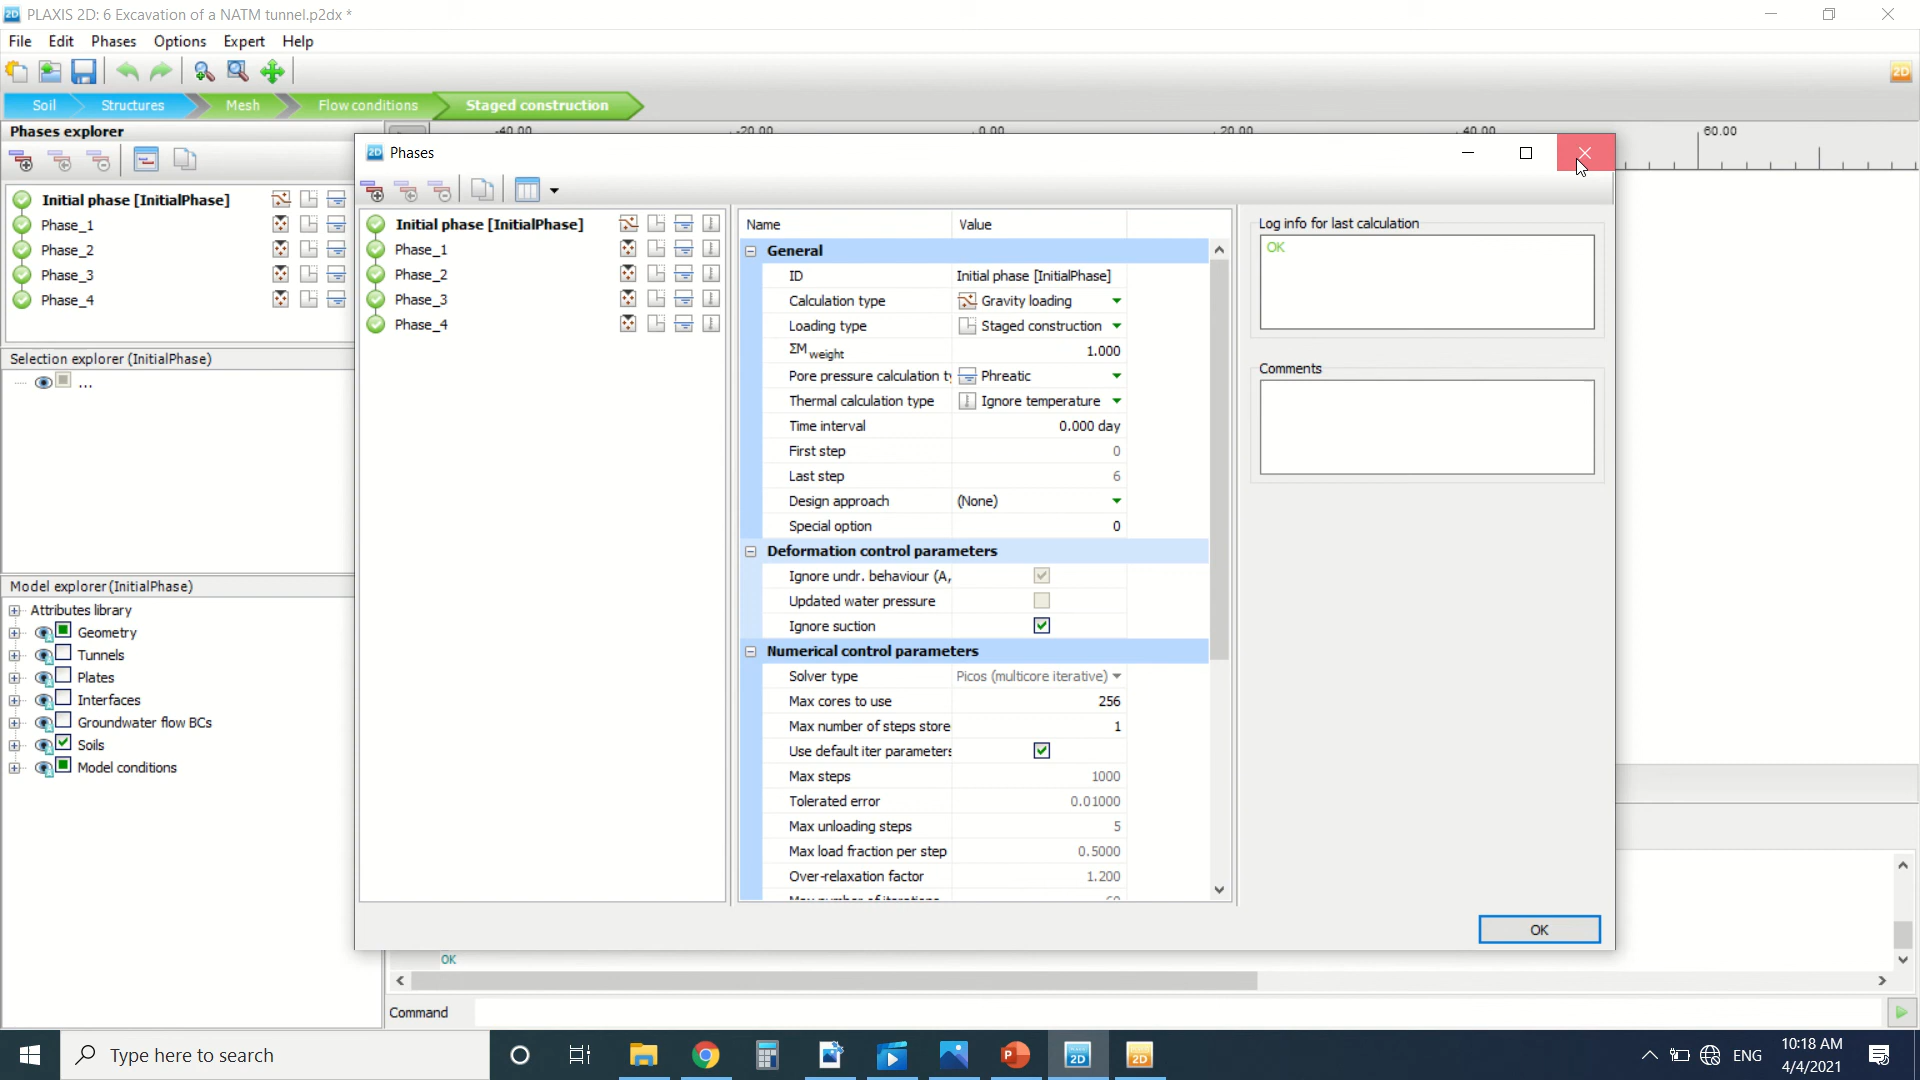 PLAXIS 2D: 6 Excavation of a NATM tunnel.p2dx *
File Edit Phases Options Expert Help
Soil Structures Mesh Flow conditions Staged construction
Phases explorer
-40.00 -20.00 0.00 20.00 40.00 60.00
Initial phase [InitialPhase]
Phase_1
Phase_2
Phase_3
Phase_4
Selection explorer (InitialPhase)
...
Model explorer (InitialPhase)
Attributes library
Geometry
Tunnels
Plates
Interfaces
Groundwater flow BCs
Soils
Model conditions
Phases
Initial phase [InitialPhase]
Phase_1
Phase_2
Phase_3
Phase_4
Name Value
General
ID Initial phase [InitialPhase]
Calculation type Gravity loading
Loading type Staged construction
ΣM weight 1.000
Pore pressure calculation ty Phreatic
Thermal calculation type Ignore temperature
Time interval 0.000 day
First step 0
Last step 6
Design approach (None)
Special option 0
Deformation control parameters
Ignore undr. behaviour (A,
Updated water pressure
Ignore suction
Numerical control parameters
Solver type Picos (multicore iterative)
Max cores to use 256
Max number of steps store 1
Use default iter parameters
Max steps 1000
Tolerated error 0.01000
Max unloading steps 5
Max load fraction per step 0.5000
Over-relaxation factor 1.200
Max number of iterations 60
Log info for last calculation
OK
Comments
OK
OK
Command
Type here to search
ENG
10:18 AM
4/4/2021